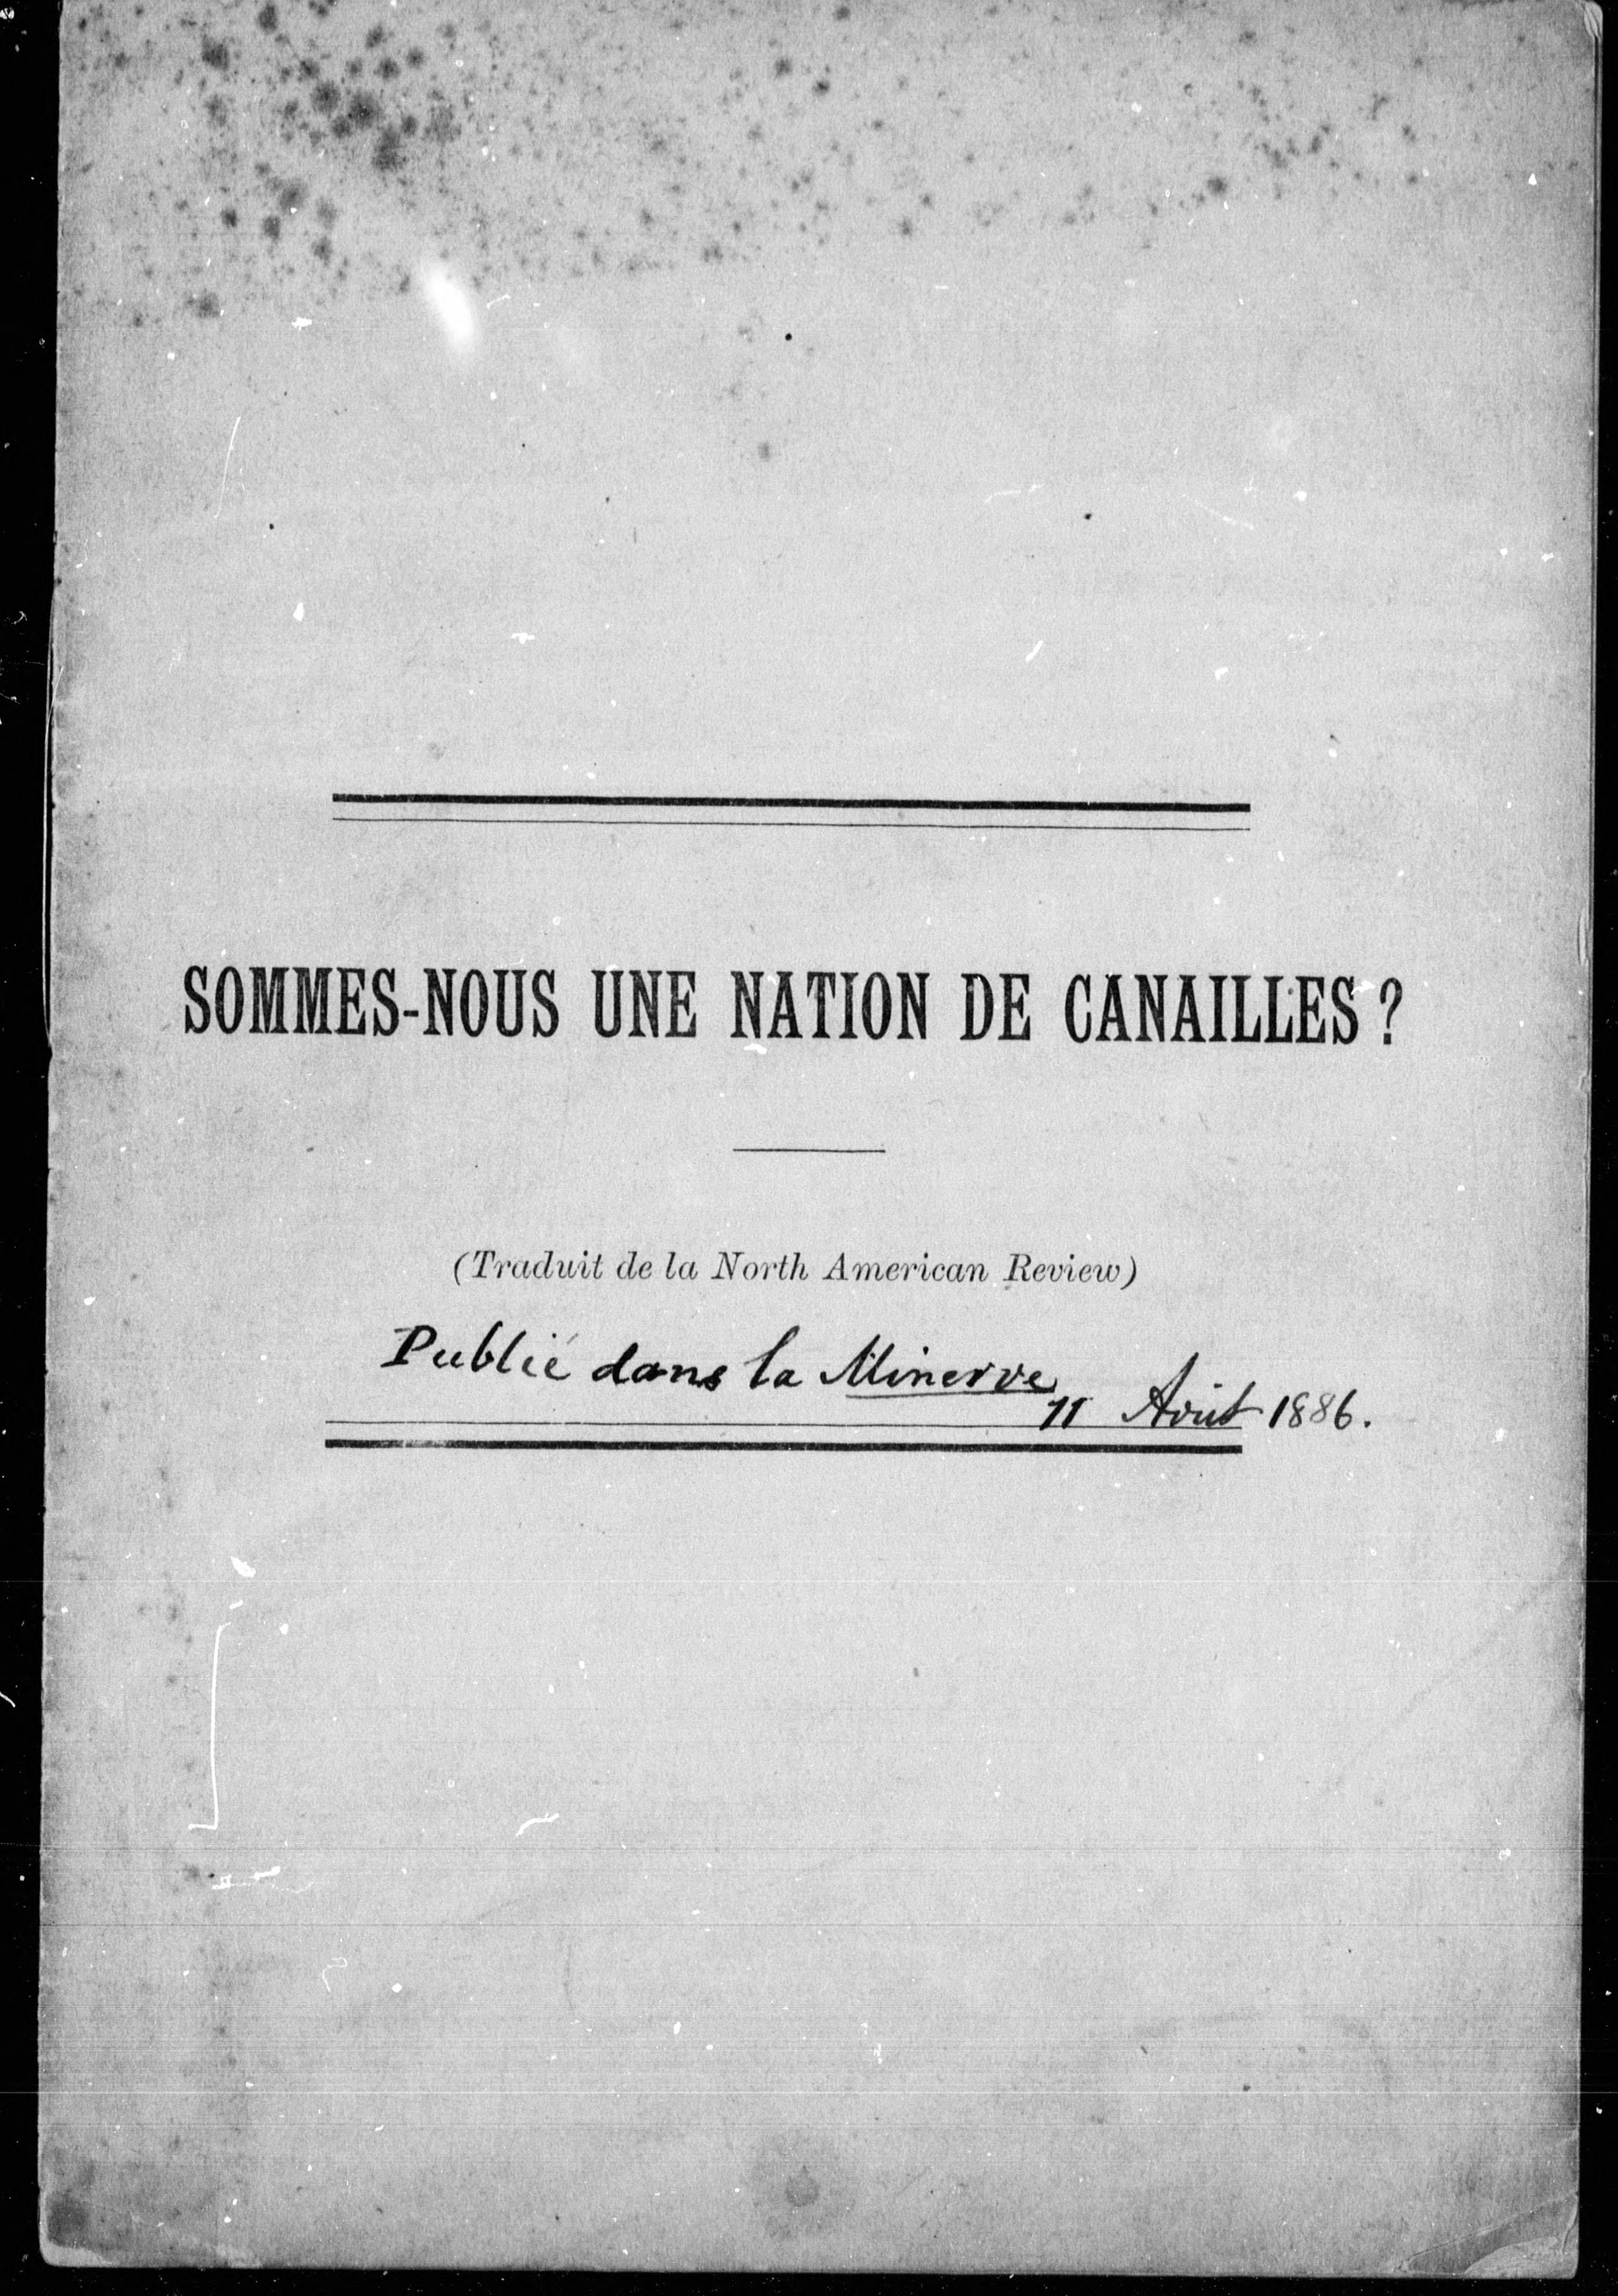 SOMMES-NOUS UNE NATION DE CANAILLES ?
(Traduit de la North American Review)
Publié dans la Minerve
11 Août 1886.